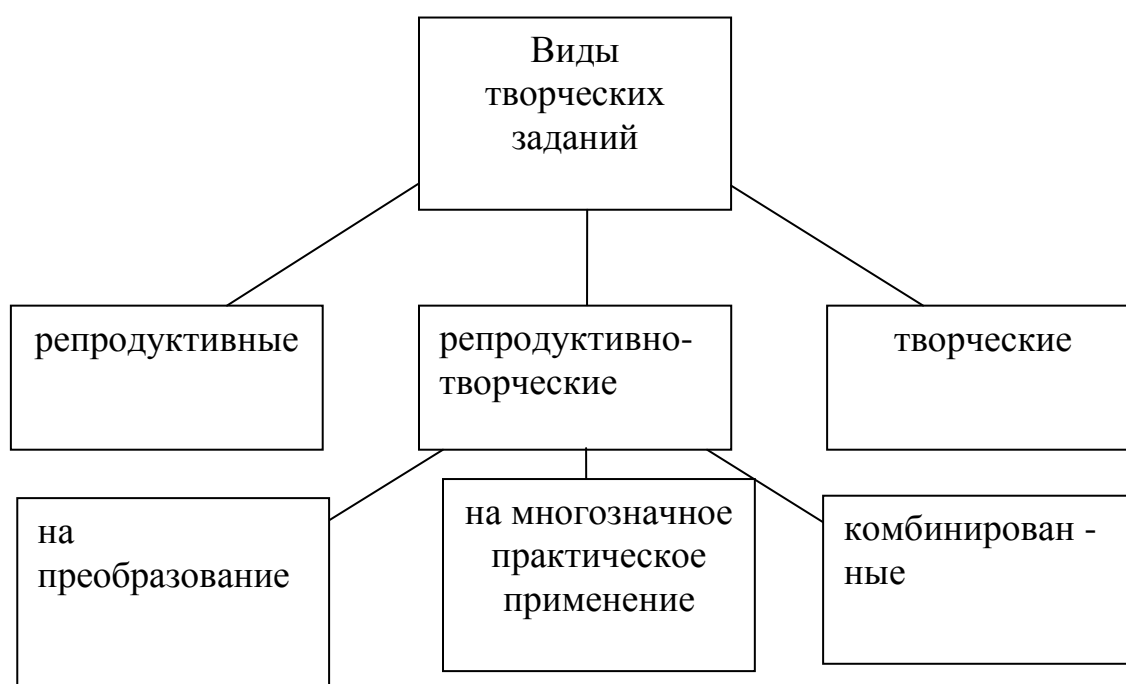 Виды
творческих
заданий
репродуктивные
репродуктивно-
творческие
творческие
на
преобразование
на многозначное
практическое
применение
комбинирован -
ные